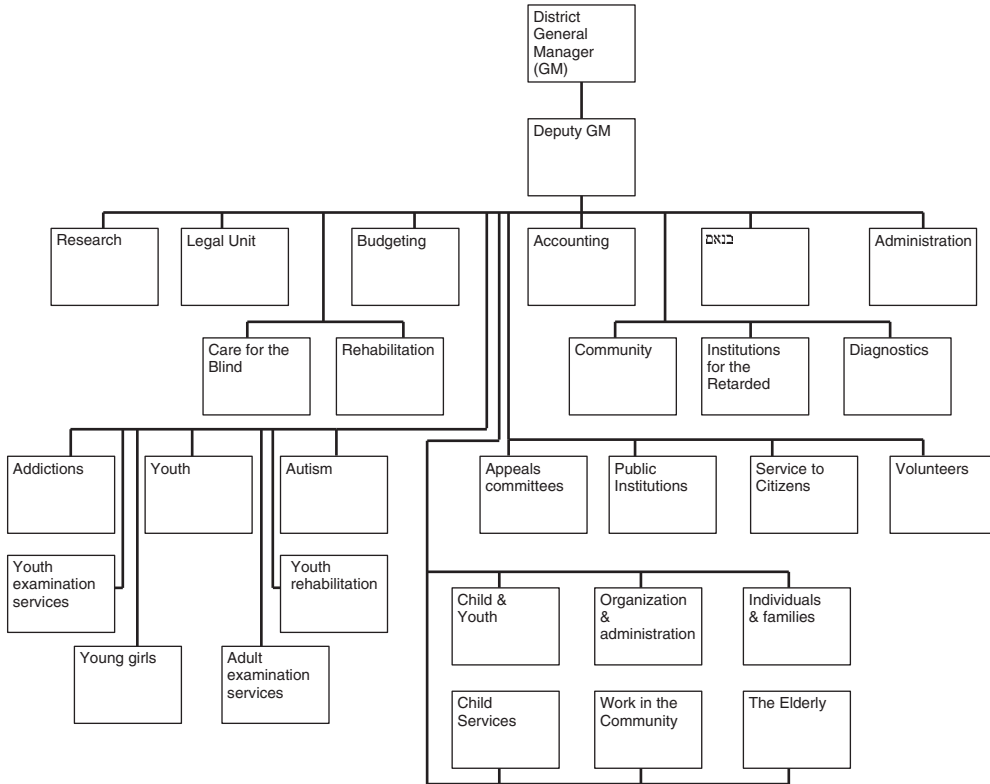 District
General
Manager
(GM)
Deputy GM
Research
Legal Unit
Budgeting
Accounting
בנאם
Administration
Care for the
Blind
Rehabilitation
Community
Institutions
for the
Retarded
Diagnostics
Addictions
Youth
Autism
Appeals
committees
Public
Institutions
Service to
Citizens
Volunteers
Youth
examination
services
Youth
rehabilitation
Child &
Youth
Organization
&
administration
Individuals
& families
Young girls
Adult
examination
services
Child
Services
Work in the
Community
The Elderly